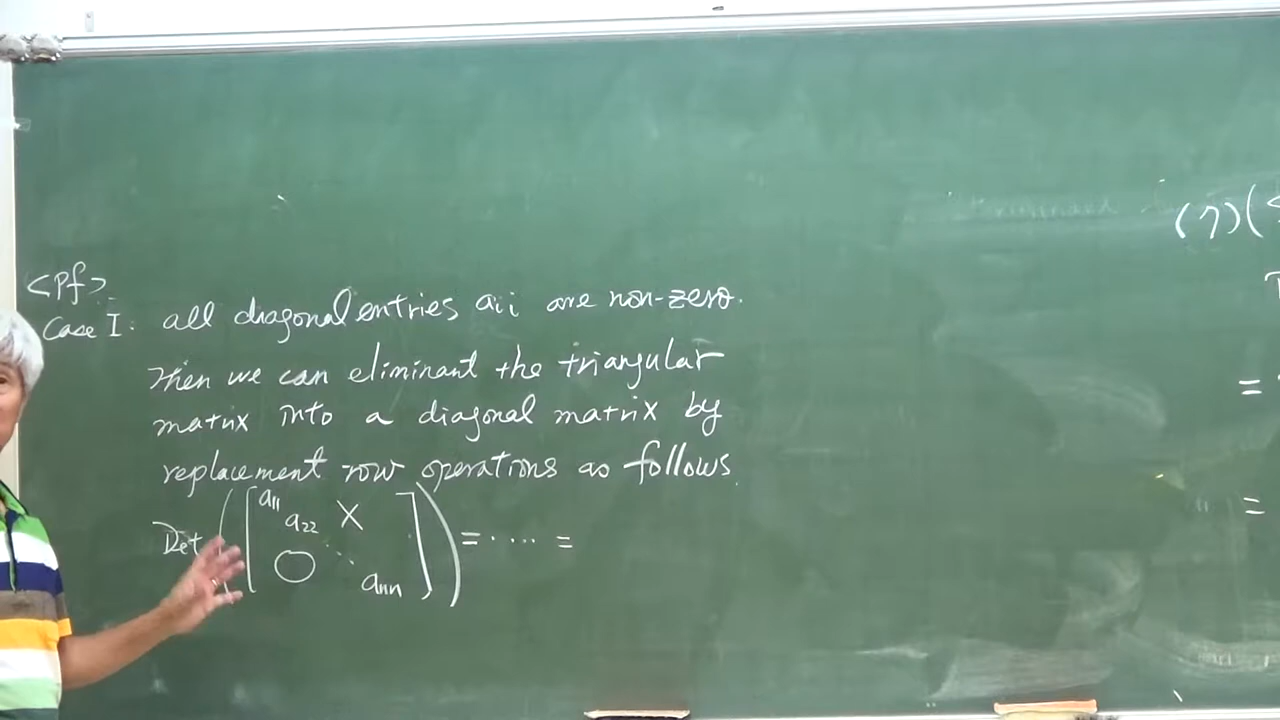 <Pf>
Case I: all diagonal entries aii are non-zero.
Then we can eliminant the triangular
matrix into a diagonal matrix by
replacement row operations as follows.
Det ( [ a11 a22 X O ⋱ ann ] ) = .... =
(7)(
=
=